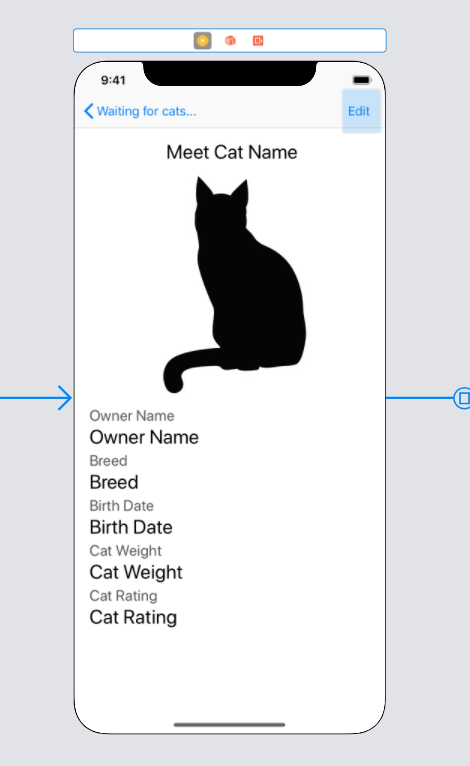 9:41
Waiting for cats...
Edit
Meet Cat Name
Owner Name
Owner Name
Breed
Breed
Birth Date
Birth Date
Cat Weight
Cat Weight
Cat Rating
Cat Rating